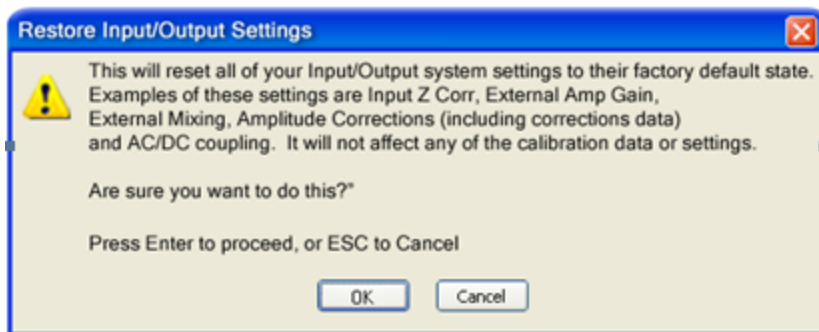 Restore Input/Output Settings
This will reset all of your Input/Output system settings to their factory default state.
Examples of these settings are Input Z Corr, External Amp Gain,
External Mixing, Amplitude Corrections (including corrections data)
and AC/DC coupling.  It will not affect any of the calibration data or settings.
Are sure you want to do this?"
Press Enter to proceed, or ESC to Cancel
OK
Cancel